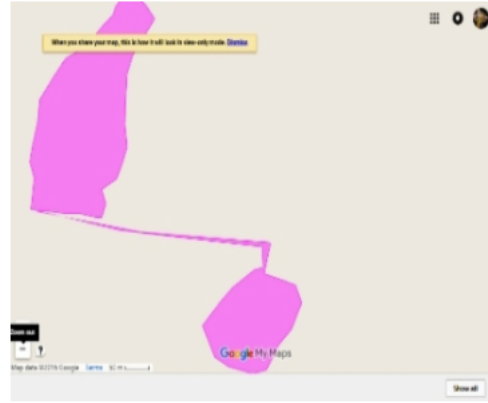 When you share your map, this is how it will look in view-only mode. Dismiss
Zoom out
Google My Maps
Map data ©2016 Google Terms
Show all